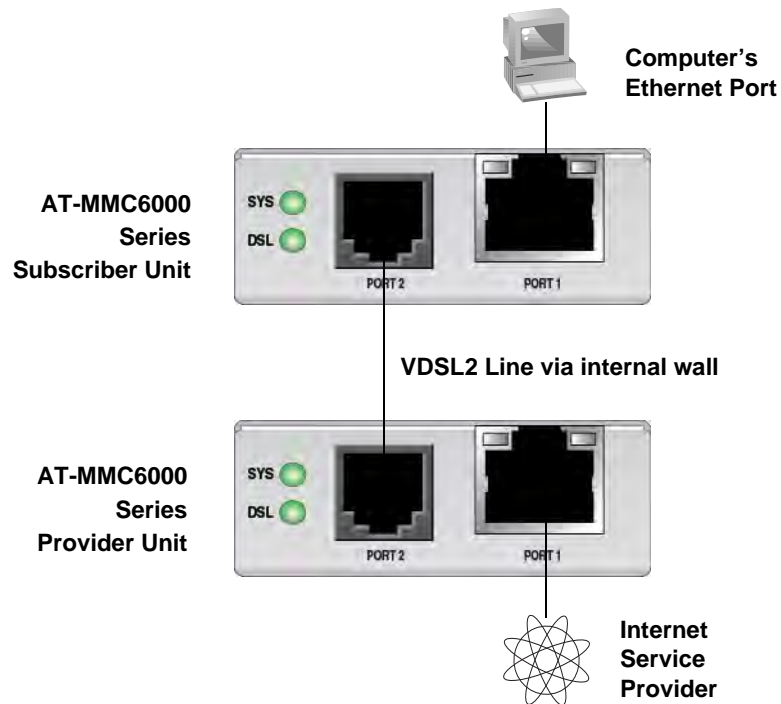 Computer’s
Ethernet Port
AT-MMC6000
Series
Subscriber Unit
SYS
DSL
PORT 2
PORT 1
VDSL2 Line via internal wall
AT-MMC6000
Series
Provider Unit
SYS
DSL
PORT 2
PORT 1
Internet
Service
Provider